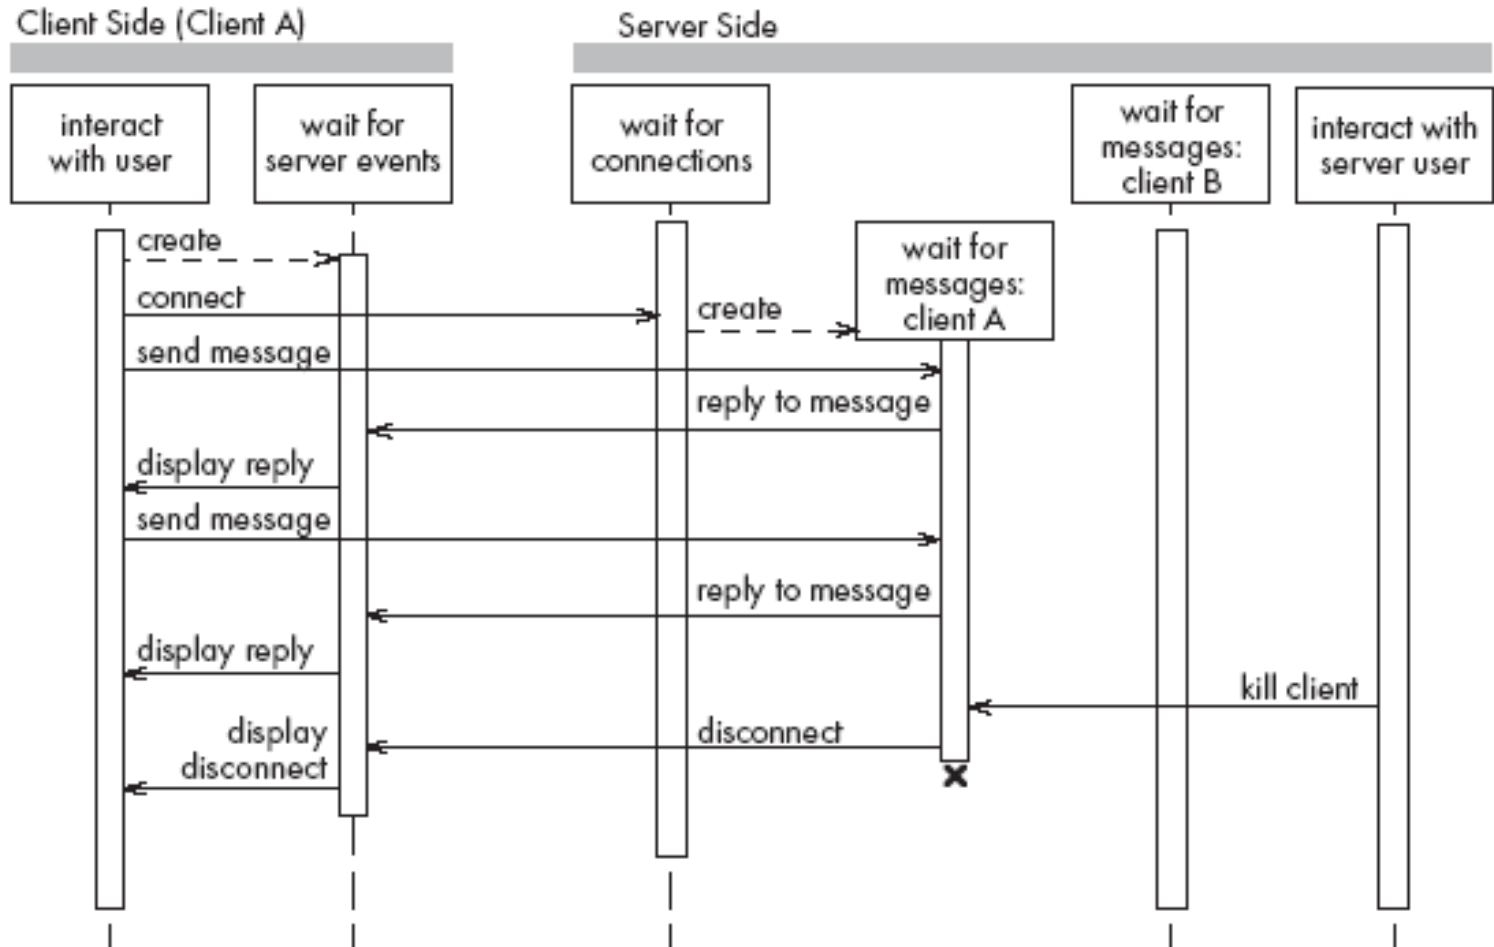 Client Side (Client A)
Server Side
interact
with user
wait for
server events
wait for
connections
wait for
messages:
client B
interact with
server user
wait for
messages:
client A
create
connect
create
send message
reply to message
display reply
send message
reply to message
display reply
kill client
disconnect
display
disconnect